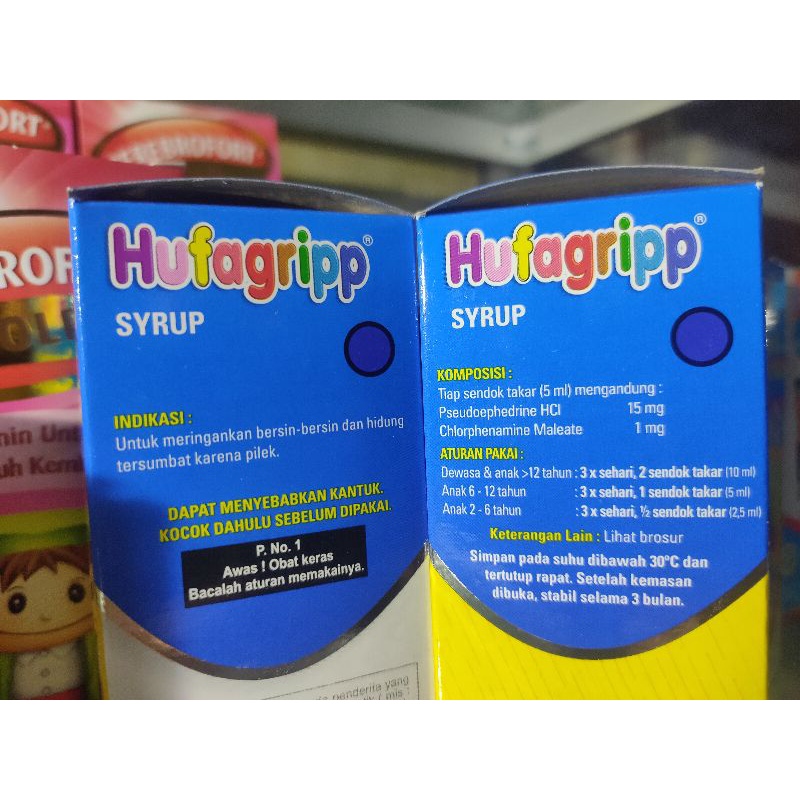 Hufagripp®
SYRUP
INDIKASI :
Untuk meringankan bersin-bersin dan hidung
tersumbat karena pilek.
DAPAT MENYEBABKAN KANTUK.
KOCOK DAHULU SEBELUM DIPAKAI.
P. No. 1
Awas ! Obat keras
Bacalah aturan memakainya.
penderita yang
Hufagripp®
SYRUP
KOMPOSISI :
Tiap sendok takar (5 ml) mengandung :
Pseudoephedrine HCl 15 mg
Chlorphenamine Maleate 1 mg
ATURAN PAKAI :
Dewasa & anak >12 tahun : 3 x sehari, 2 sendok takar (10 ml)
Anak 6 - 12 tahun : 3 x sehari, 1 sendok takar (5 ml)
Anak 2 - 6 tahun : 3 x sehari, ½ sendok takar (2,5 ml)
Keterangan Lain : Lihat brosur
Simpan pada suhu dibawah 30°C dan
tertutup rapat. Setelah kemasan
dibuka, stabil selama 3 bulan.